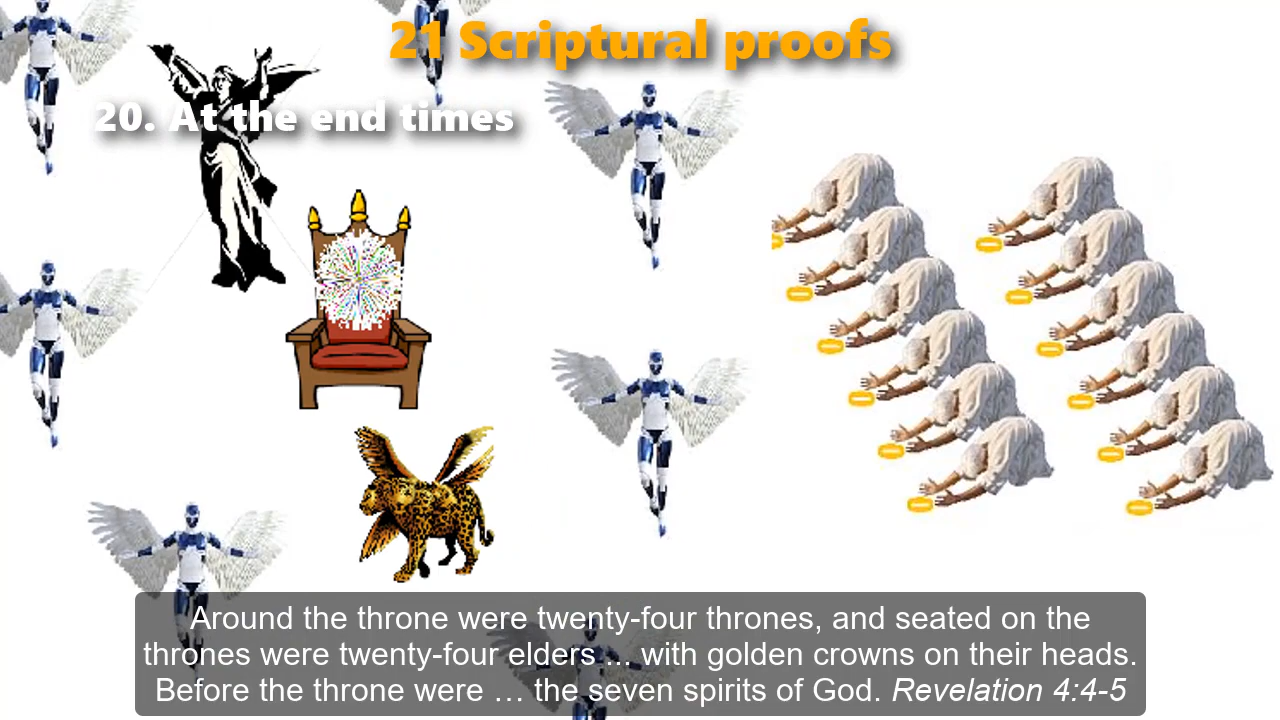 21 Scriptural proofs
20. At the end times
Around the throne were twenty-four thrones, and seated on the
thrones were twenty-four elders ... with golden crowns on their heads.
Before the throne were … the seven spirits of God. Revelation 4:4-5